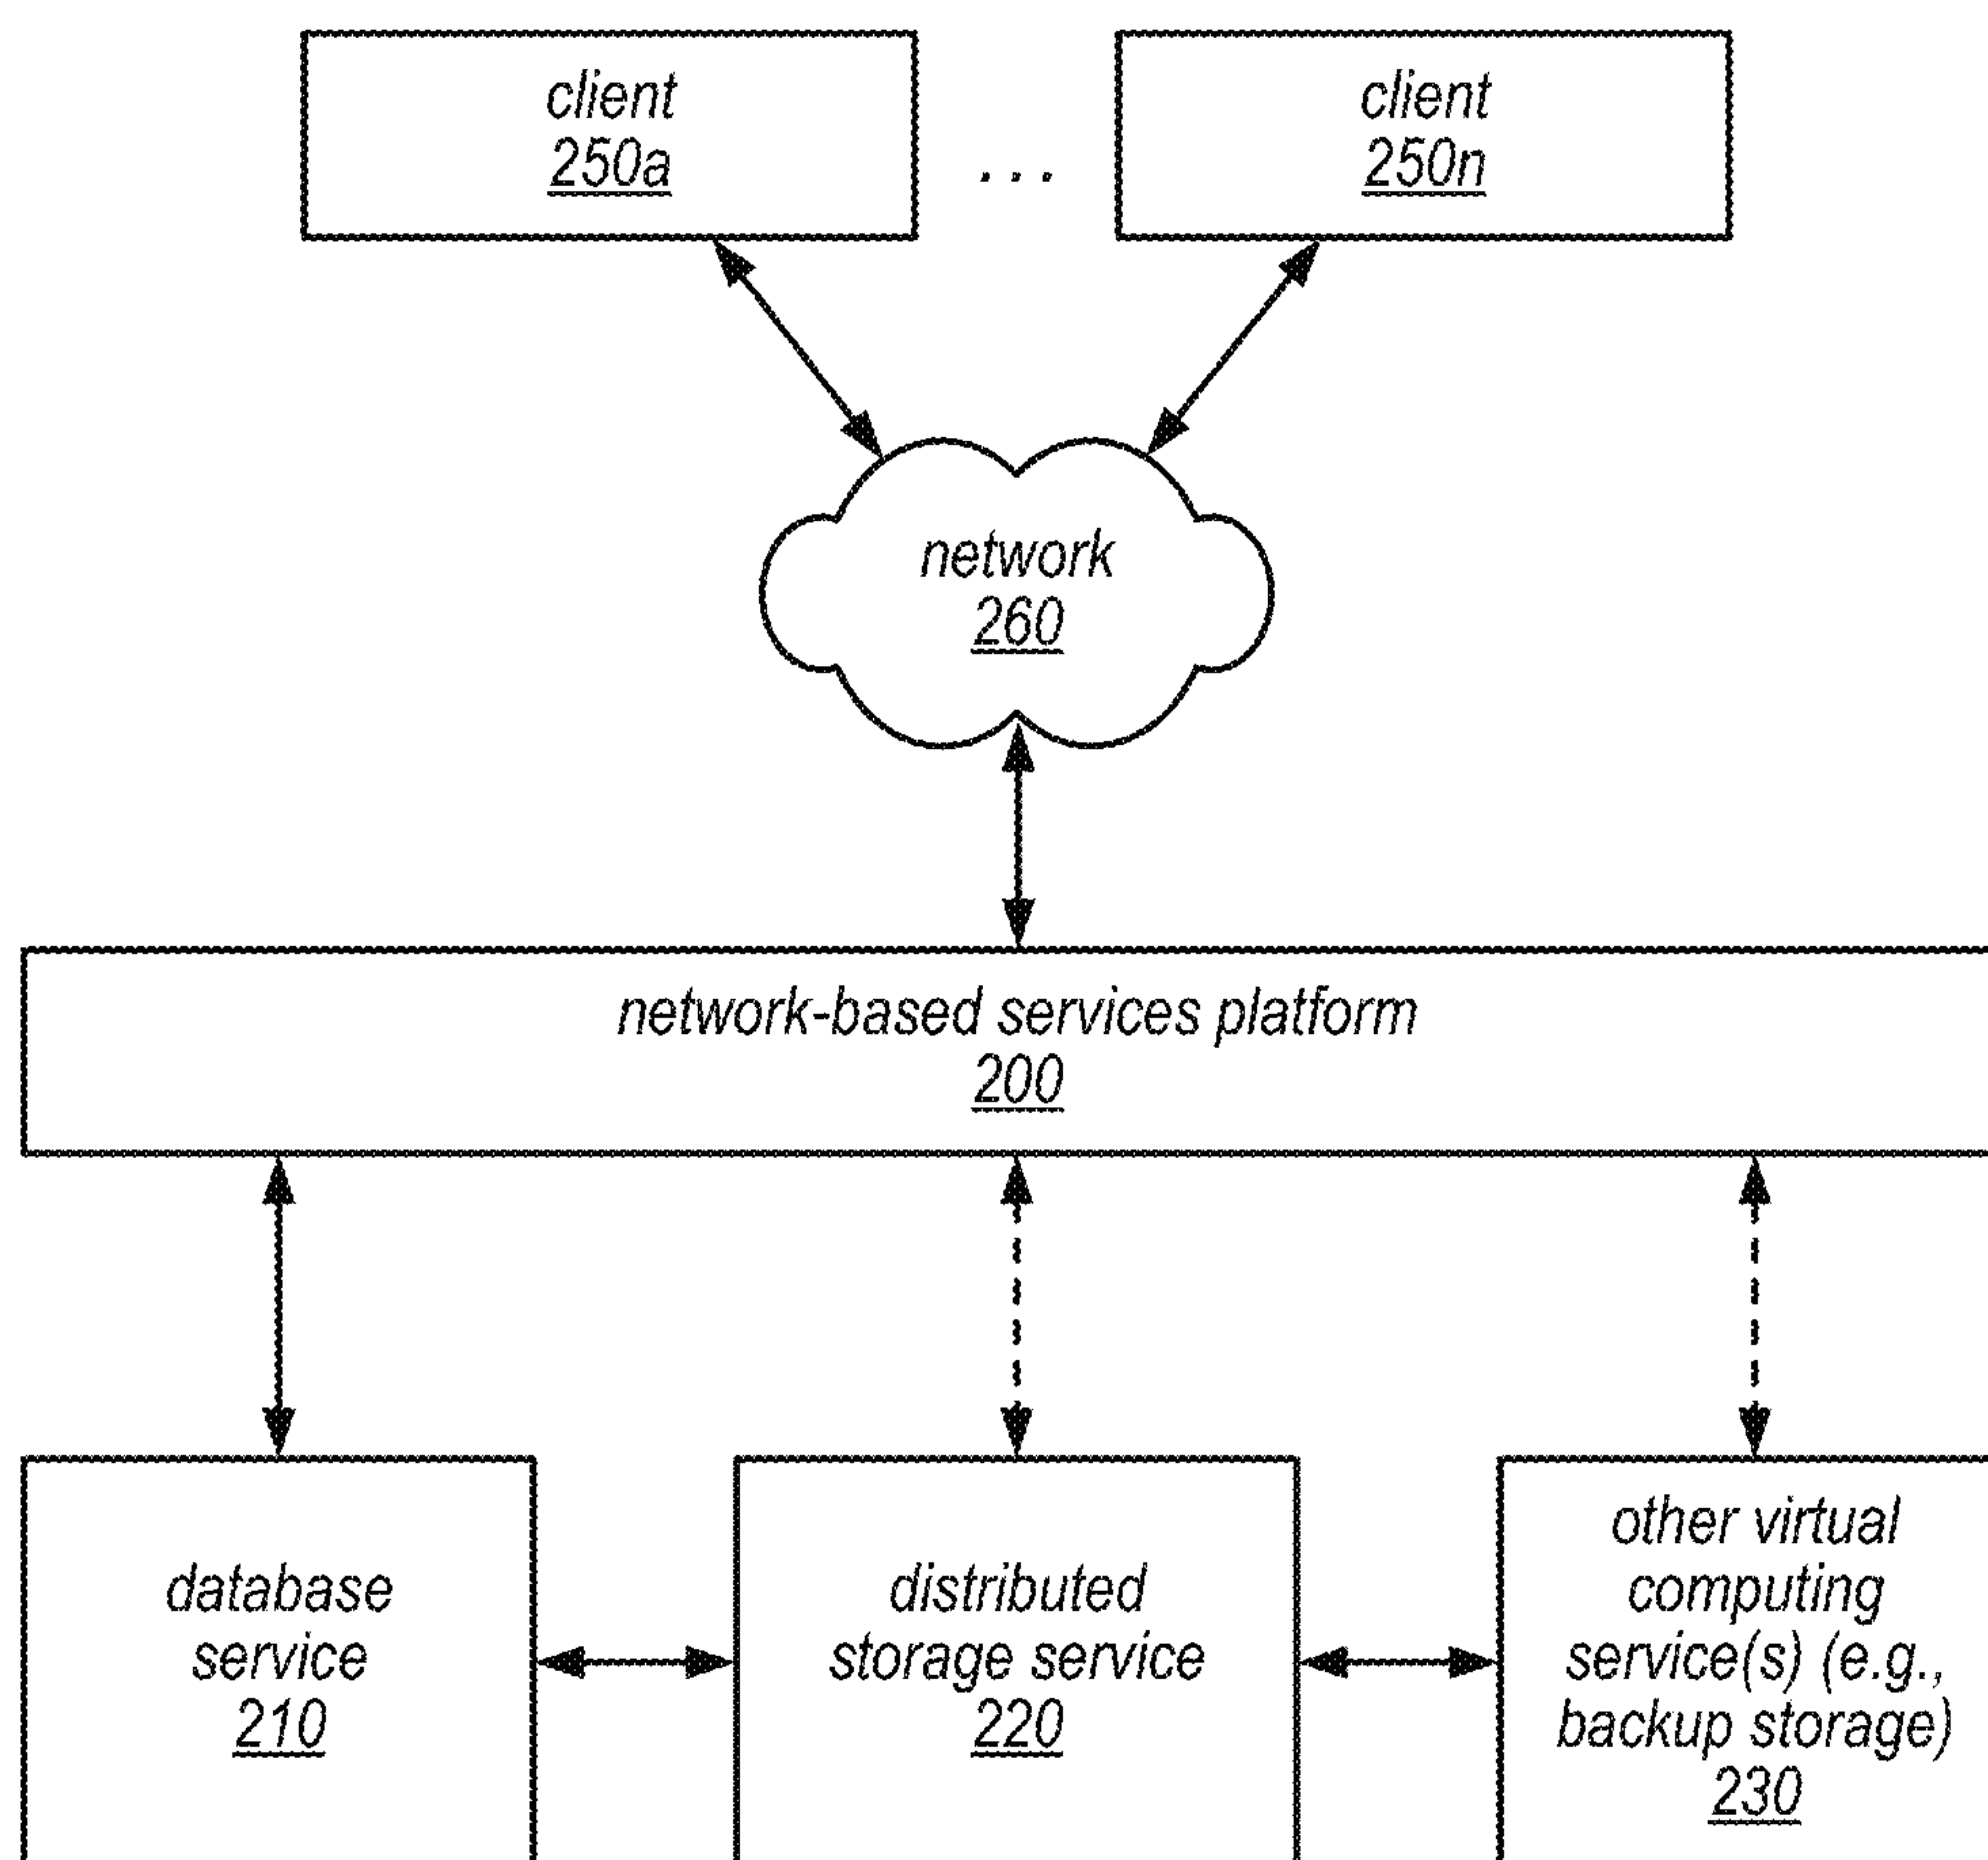 client
250a
...
client
250n
network
260
network-based services platform
200
database
service
210
distributed
storage service
220
other virtual
computing
service(s) (e.g.,
backup storage)
230